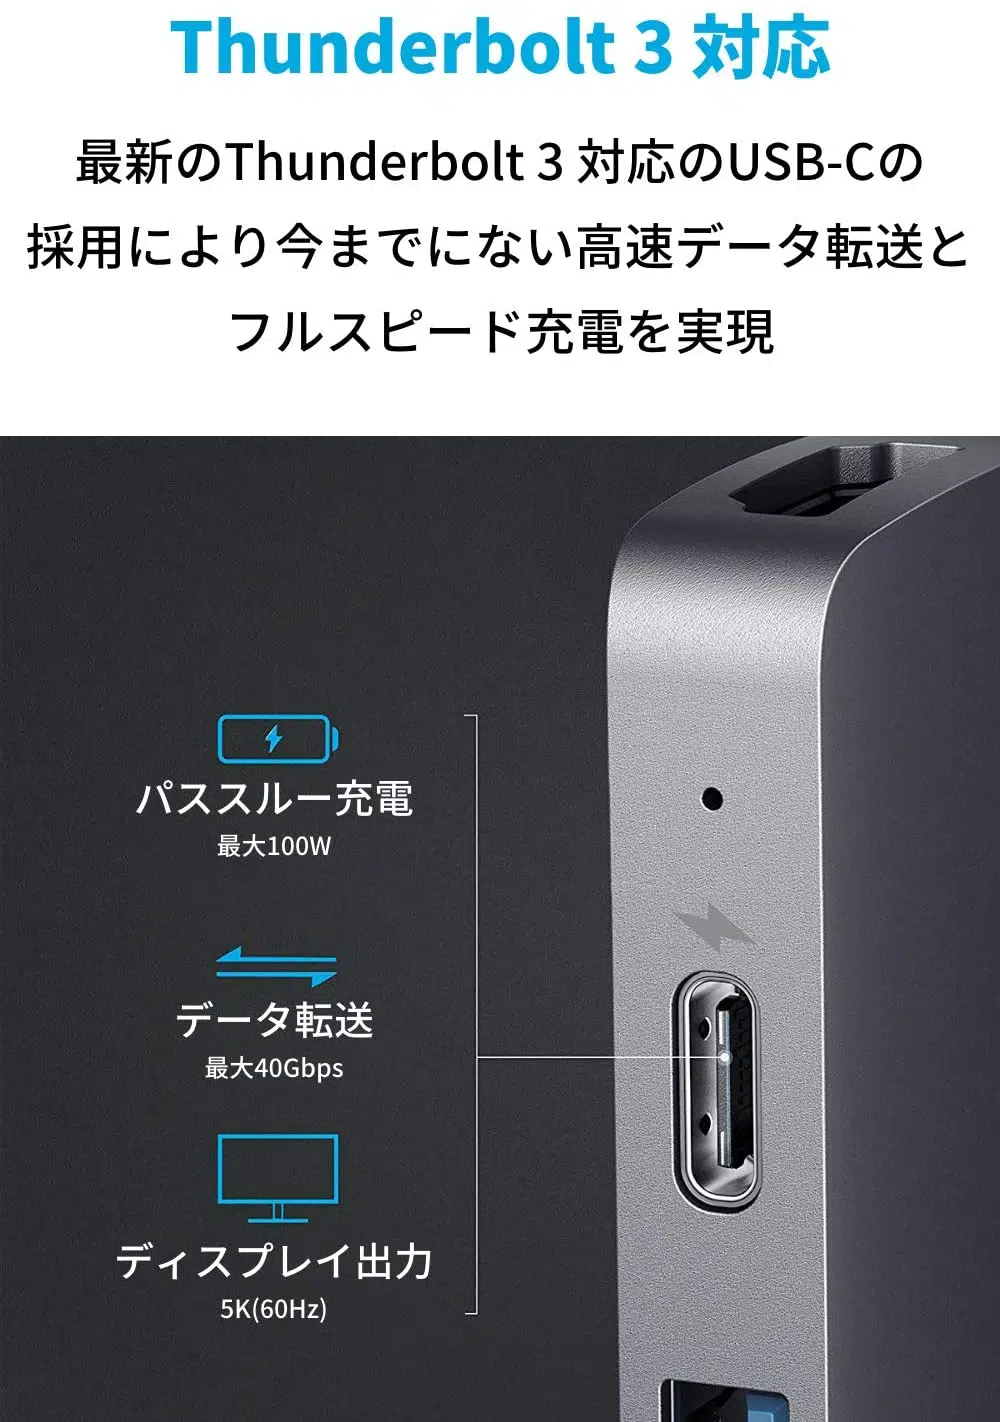 Thunderbolt 3 対応
最新のThunderbolt 3 対応のUSB-Cの
採用により今までにない高速データ転送と
フルスピード充電を実現
パススルー充電
最大100W
データ転送
最大40Gbps
ディスプレイ出力
5K(60Hz)